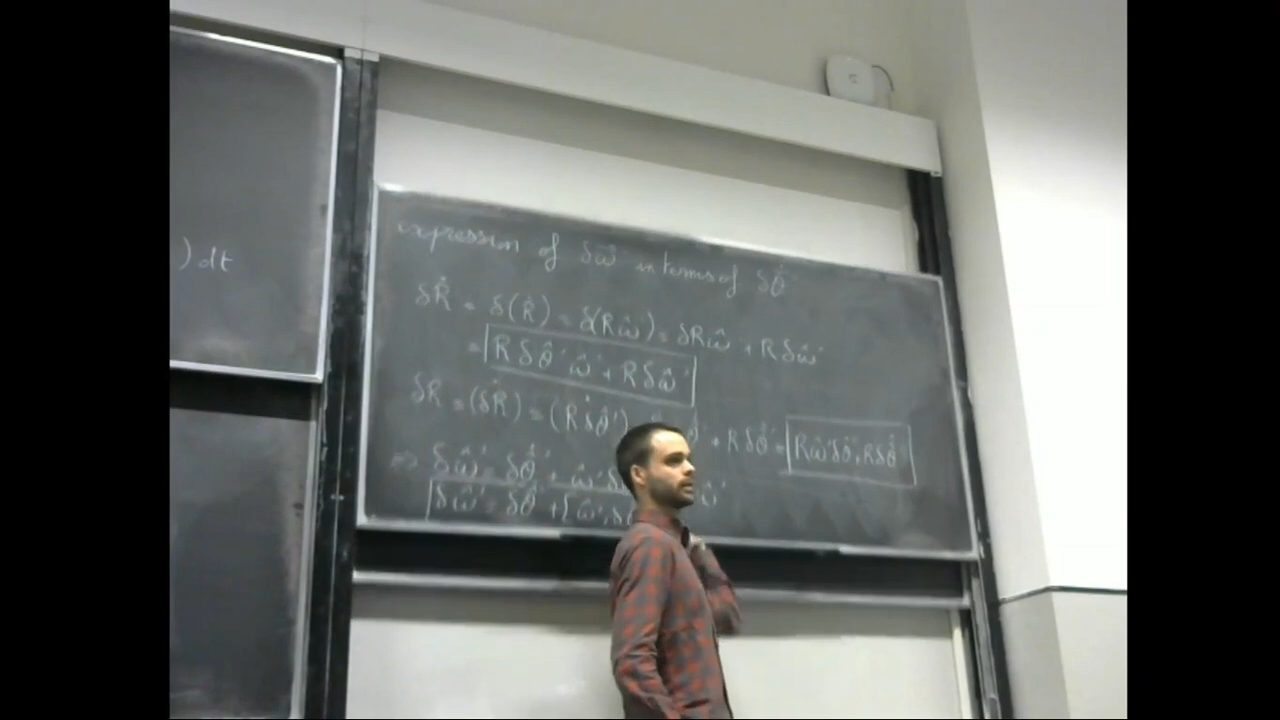 ) dt
expression of δω⃗ in terms of δθ̇
δṘ = δ(Ṙ) = δ(Rω̂') = δRω̂' + Rδω̂'
= Rδθ̂'ω̂' + Rδω̂'
δṘ = (δR)˙ = (Rδθ̂')˙ + Rδθ̂̇' = Rω̂'δθ̂' + Rδθ̂̇'
=> δω̂' = δθ̂̇' + ω̂'δ ω̂'
δω̂' = δθ̂̇' + [ω̂', δ